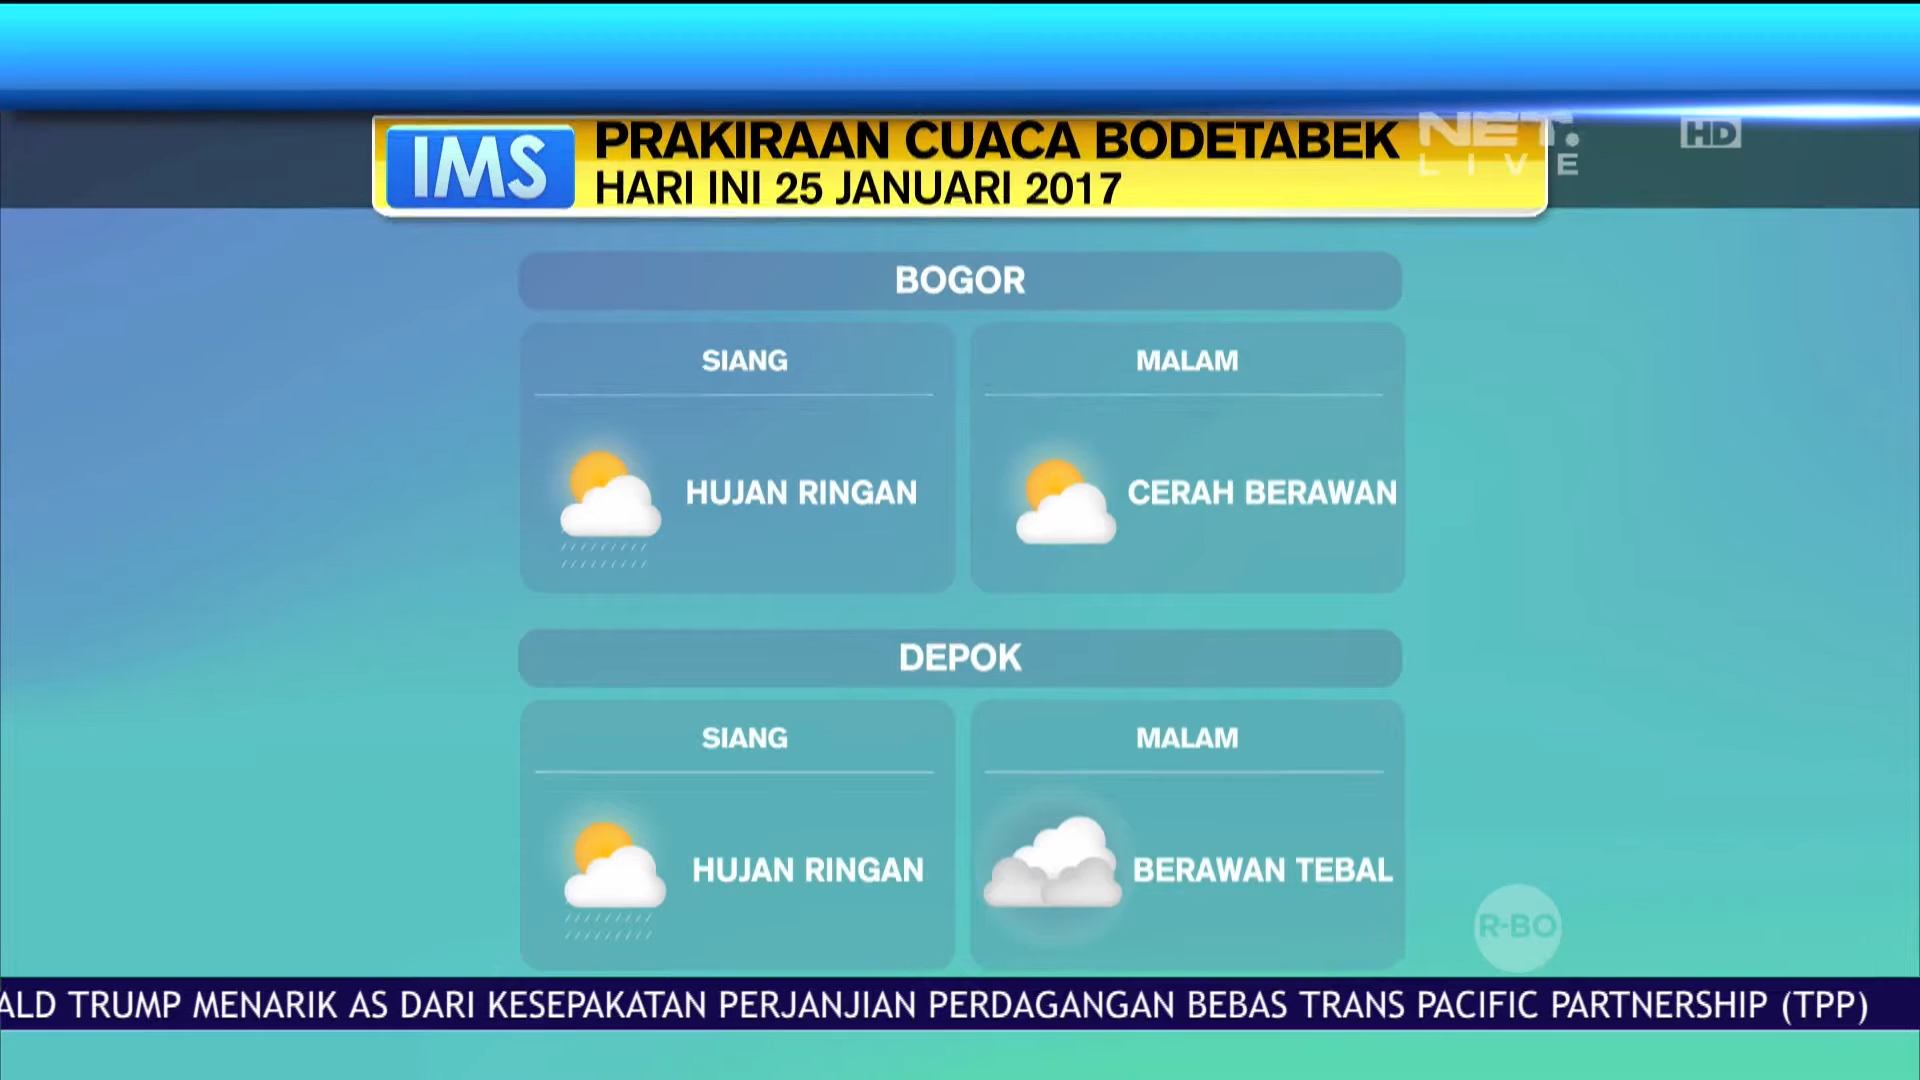 IMS
PRAKIRAAN CUACA BODETABEK
HARI INI 25 JANUARI 2017
NET.
LIVE
HD
BOGOR
SIANG
MALAM
HUJAN RINGAN
CERAH BERAWAN
DEPOK
SIANG
MALAM
HUJAN RINGAN
BERAWAN TEBAL
R-BO
ALD TRUMP MENARIK AS DARI KESEPAKATAN PERJANJIAN PERDAGANGAN BEBAS TRANS PACIFIC PARTNERSHIP (TPP)